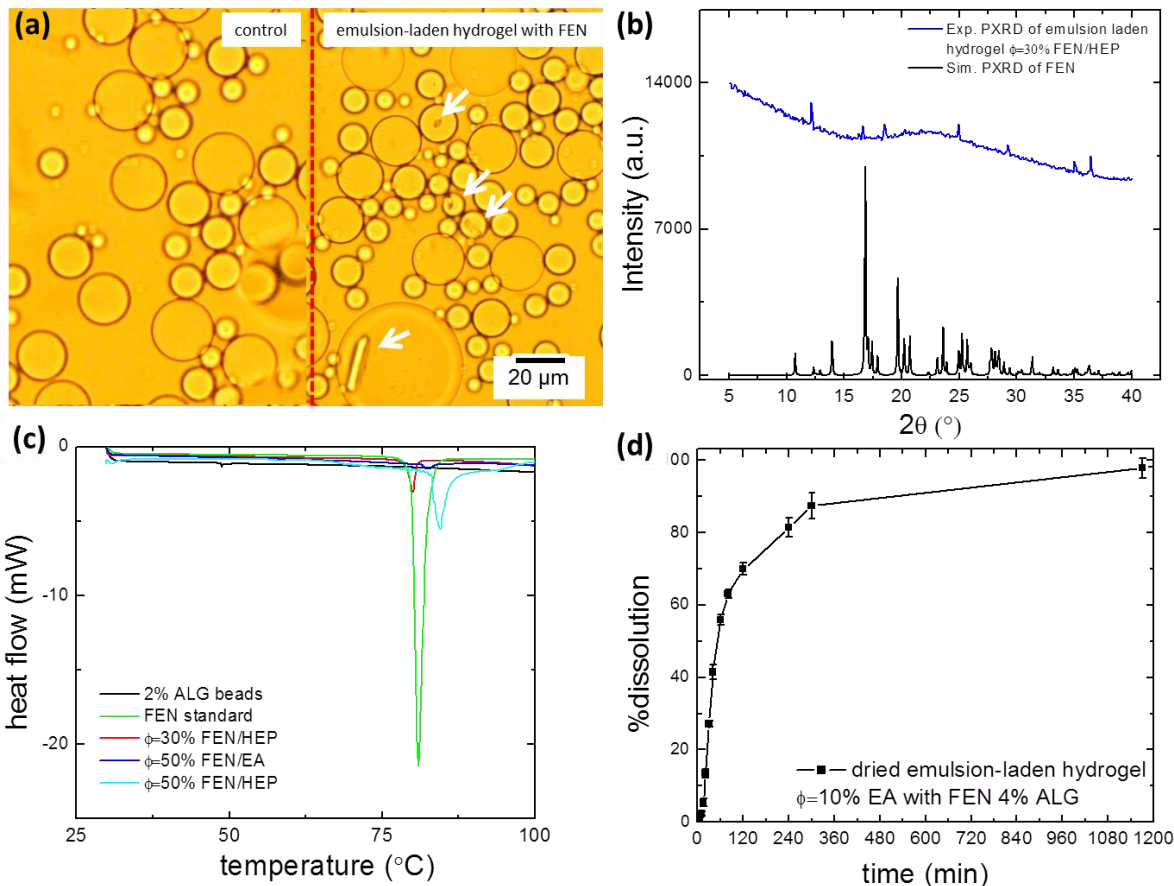 (a)
control
emulsion-laden hydrogel with FEN
20 µm
(b)
Exp. PXRD of emulsion laden
hydrogel ϕ=30% FEN/HEP
Sim. PXRD of FEN
14000
7000
0
Intensity (a.u.)
5 10 15 20 25 30 35 40
2θ (°)
(c)
0
-10
-20
heat flow (mW)
2% ALG beads
FEN standard
ϕ=30% FEN/HEP
ϕ=50% FEN/EA
ϕ=50% FEN/HEP
25 50 75 100
temperature (°C)
(d)
00
80
60
40
20
0
%dissolution
dried emulsion-laden hydrogel
ϕ=10% EA with FEN 4% ALG
0 120 240 360 480 600 720 840 960 1080 1200
time (min)